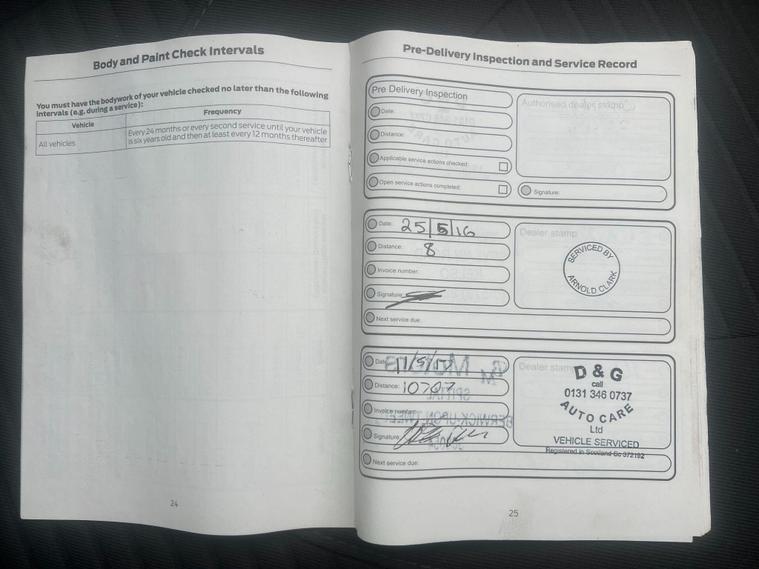 Body and Paint Check Intervals
You must have the bodywork of your vehicle checked no later than the following
intervals (e.g. during a service):
Vehicle
Frequency
All vehicles
Every 24 months or every second service until your vehicle
is six years old and then at least every 12 months thereafter
24
Pre-Delivery Inspection and Service Record
Pre Delivery Inspection
Date:
Distance:
Applicable service actions checked:
Open service actions completed:
Authorised dealer stamp
Signature:
Date: 25/5/16
Distance: 8
Invoice number:
Signature:
Next service due:
Dealer stamp
SERVICED BY
ARNOLD CLARK
Date: 11/5/17
Distance: 10707
Invoice number:
Signature:
Next service due:
Dealer stamp
D & G
call
0131 346 0737
AUTO CARE
Ltd
VEHICLE SERVICED
Registered in Scotland Sc 372192
25